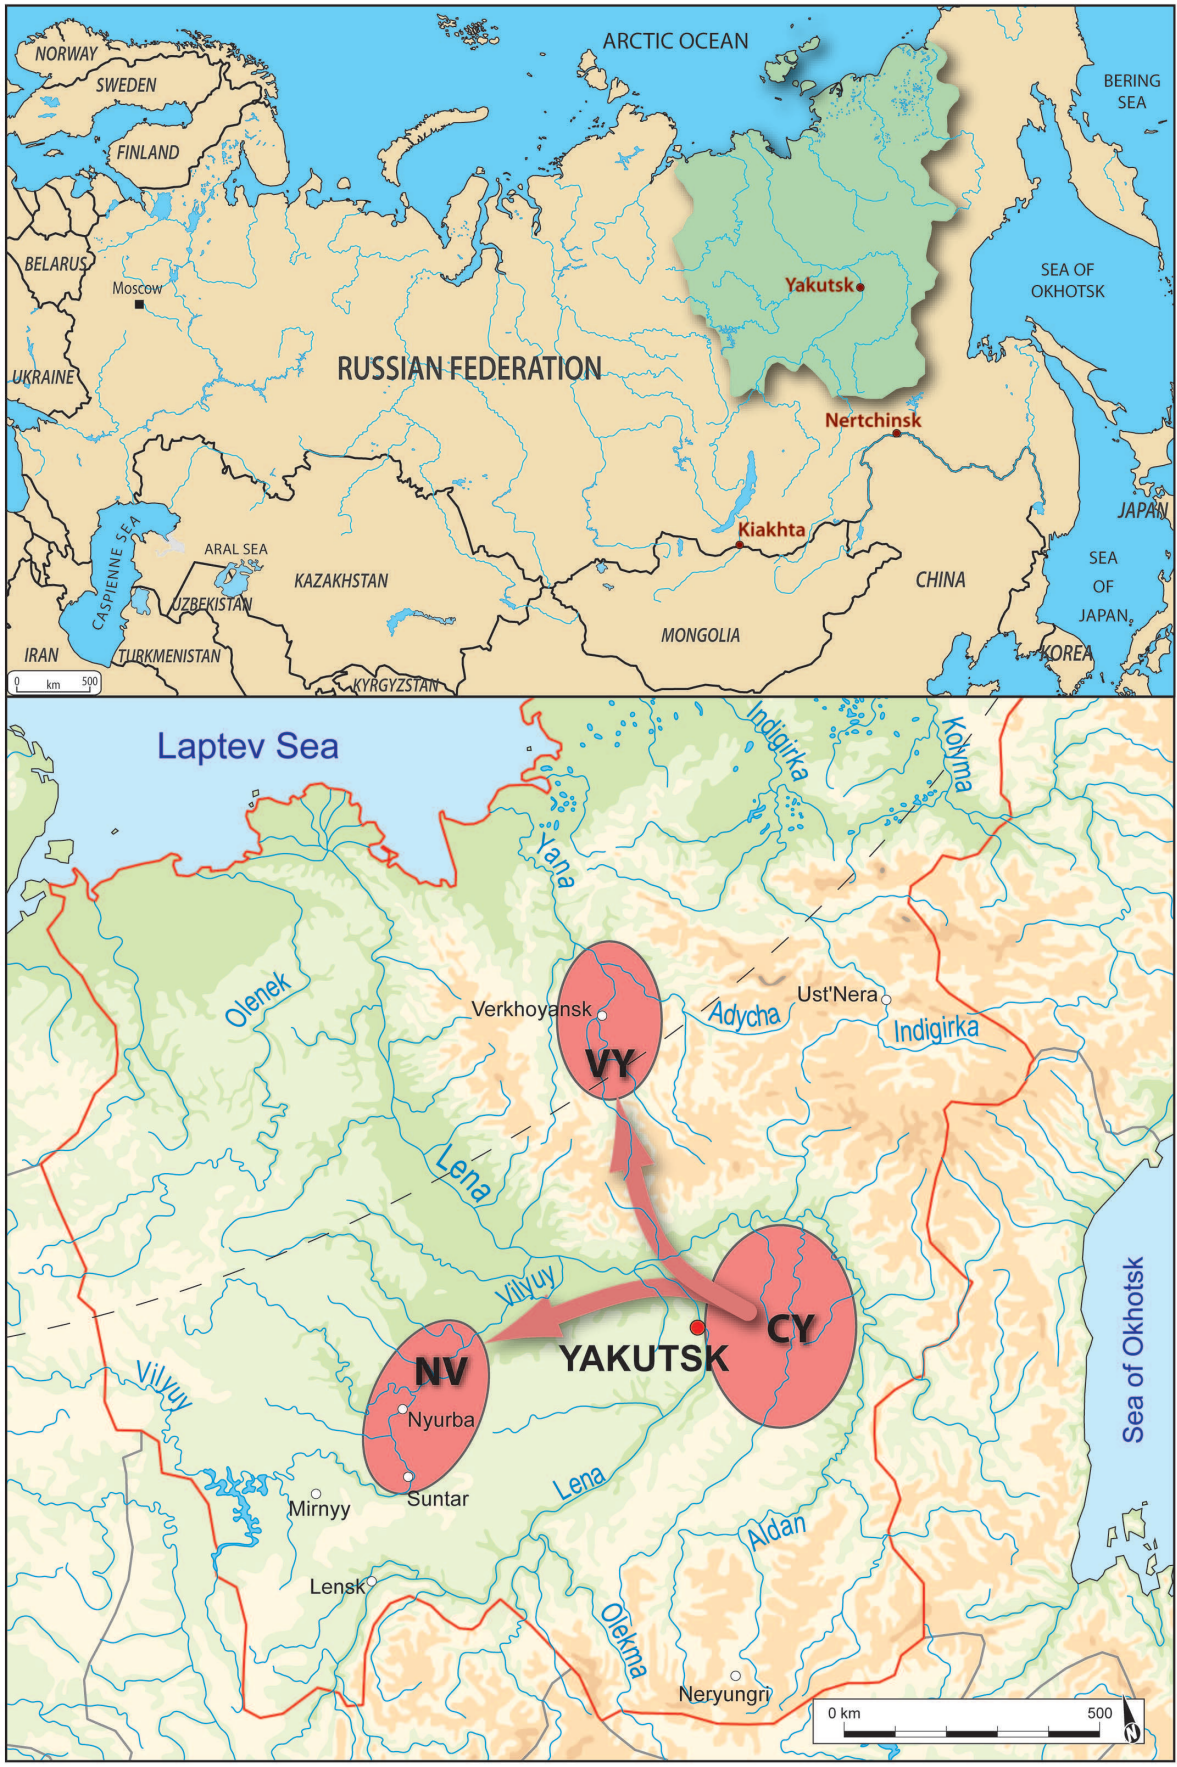 NORWAY
SWEDEN
FINLAND
ARCTIC OCEAN
BERING
SEA
BELARUS
Moscow
UKRAINE
RUSSIAN FEDERATION
Yakutsk
SEA OF
OKHOTSK
Nertchinsk
Kiakhta
CASPIENNE SEA
ARAL SEA
KAZAKHSTAN
UZBEKISTAN
IRAN
TURKMENISTAN
KYRGYZSTAN
MONGOLIA
CHINA
JAPAN
SEA
OF
JAPAN
KOREA
0 km 500
Laptev Sea
Indigirka
Kolyma
Yana
Olenek
Verkhoyansk
VY
Adycha
Ust'Nera
Indigirka
Lena
Vilyuy
CY
YAKUTSK
NV
Nyurba
Suntar
Vilyuy
Mirnyy
Lensk
Lena
Aldan
Olekma
Neryungri
Sea of Okhotsk
0 km 500
N